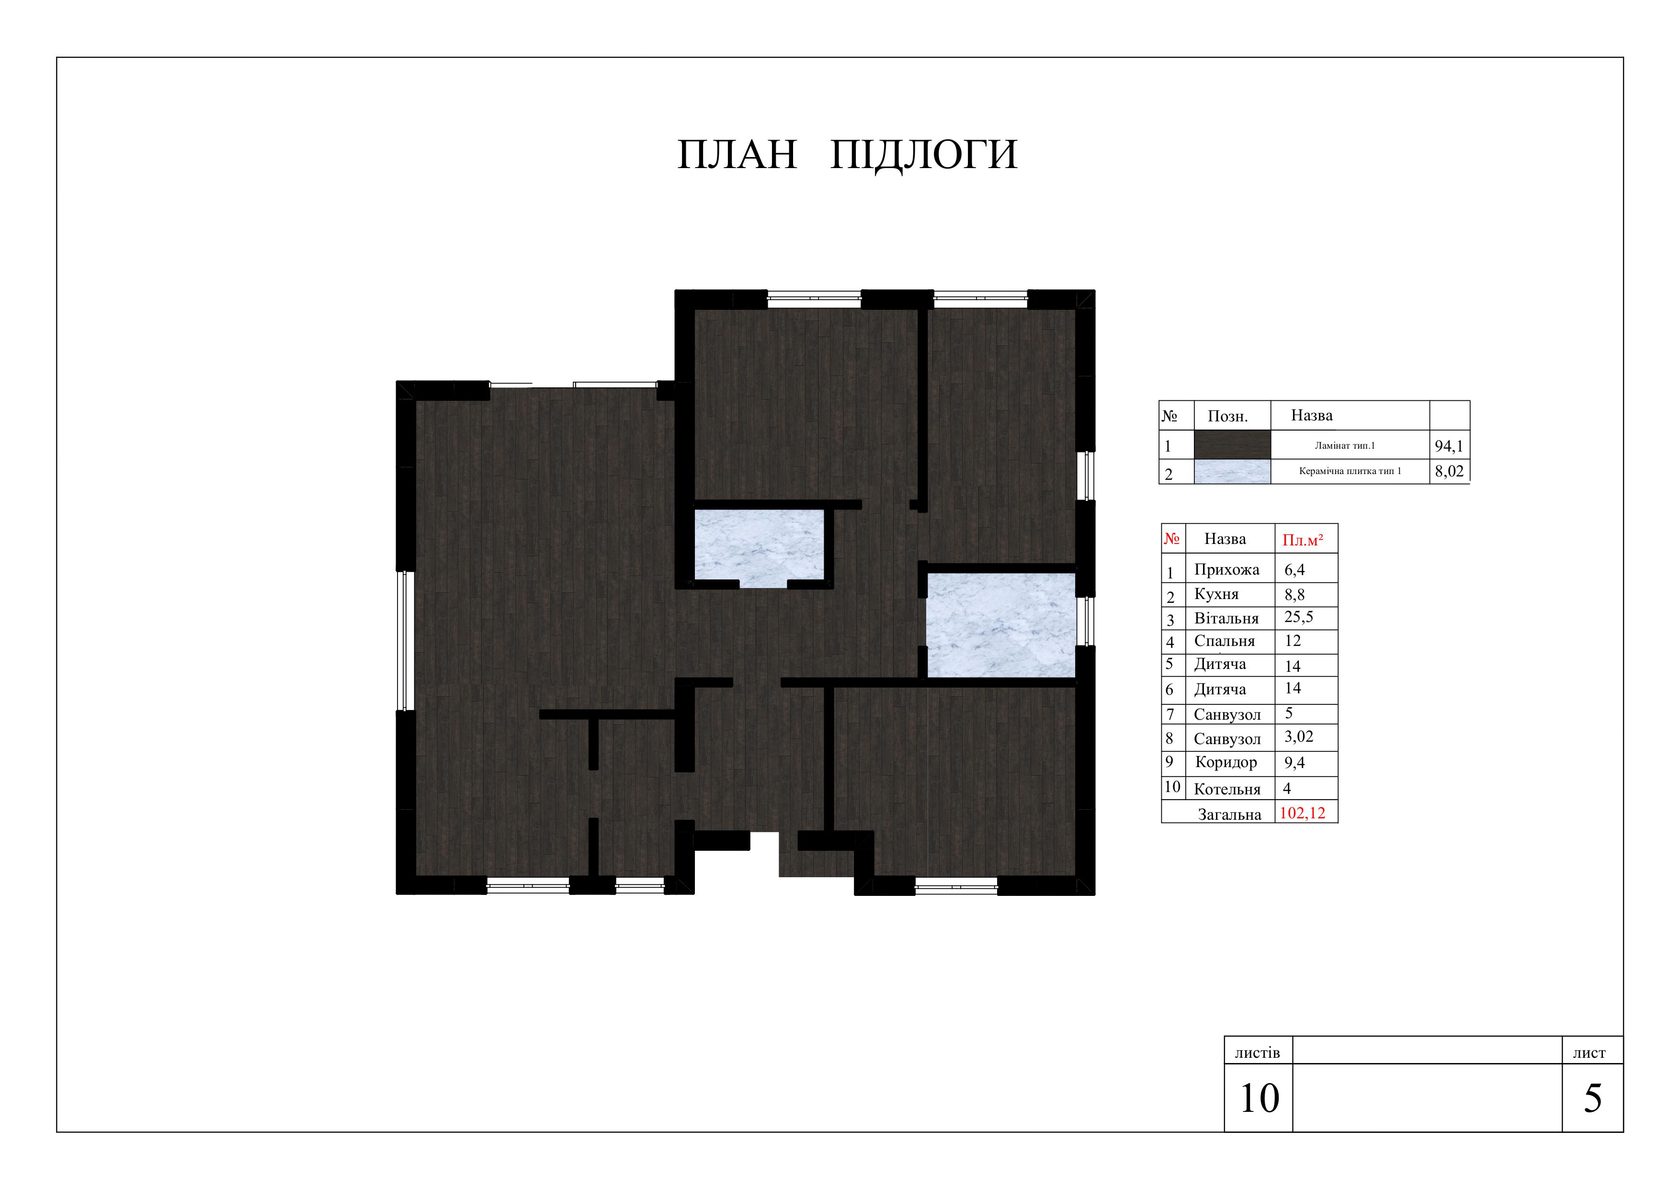 ПЛАН ПІДЛОГИ
№ Позн. Назва
1 Ламінат тип.1 94,1
2 Керамічна плитка тип 1 8,02
№ Назва Пл.м²
1 Прихожа 6,4
2 Кухня 8,8
3 Вітальня 25,5
4 Спальня 12
5 Дитяча 14
6 Дитяча 14
7 Санвузол 5
8 Санвузол 3,02
9 Коридор 9,4
10 Котельня 4
Загальна 102,12
листів лист
10 5